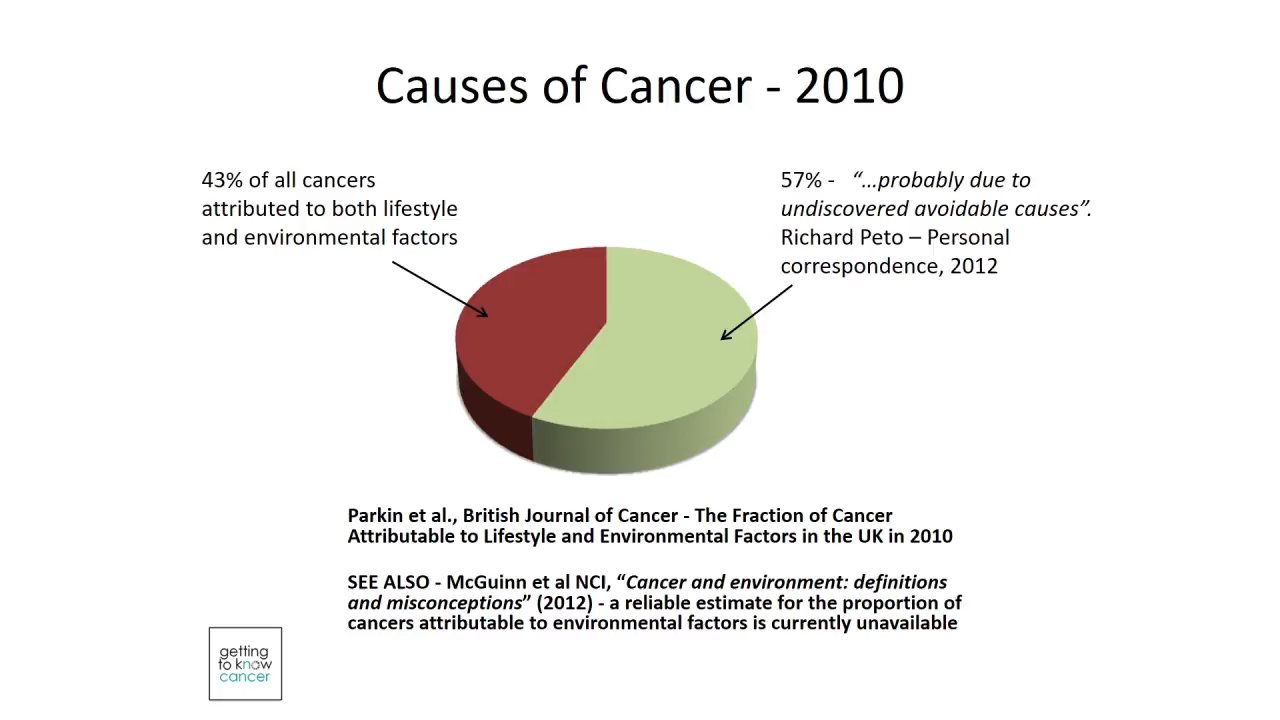 Causes of Cancer - 2010
43% of all cancers
attributed to both lifestyle
and environmental factors
57% - “…probably due to
undiscovered avoidable causes”.
Richard Peto – Personal
correspondence, 2012
Parkin et al., British Journal of Cancer - The Fraction of Cancer
Attributable to Lifestyle and Environmental Factors in the UK in 2010
SEE ALSO - McGuinn et al NCI, “Cancer and environment: definitions
and misconceptions” (2012) - a reliable estimate for the proportion of
cancers attributable to environmental factors is currently unavailable
getting
to know
cancer